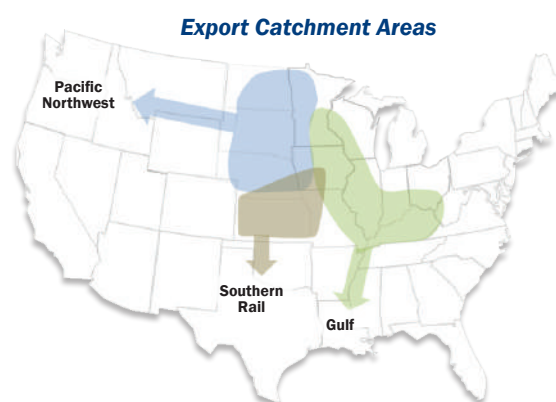 Export Catchment Areas
Pacific
Northwest
Southern
Rail
Gulf